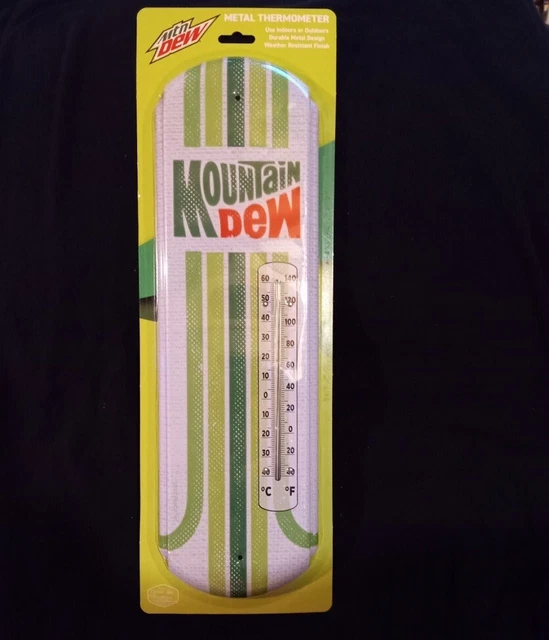 mtn
DEW
METAL THERMOMETER
Use Indoors or Outdoors
Durable Metal Design
Weather Resistant Finish
MOUNTAIN
DEW
60 140
50 120
40 100
30 80
20 60
10 40
0 20
10 0
20 20
30
40 40
°C °F